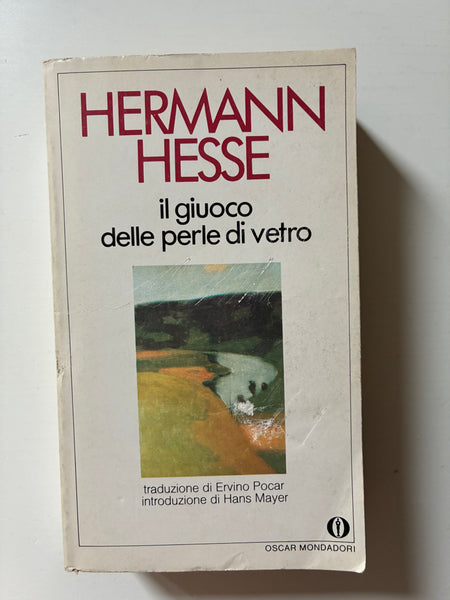 HERMANN
HESSE
il giuoco
delle perle di vetro
traduzione di Ervino Pocar
introduzione di Hans Mayer
OSCAR MONDADORI